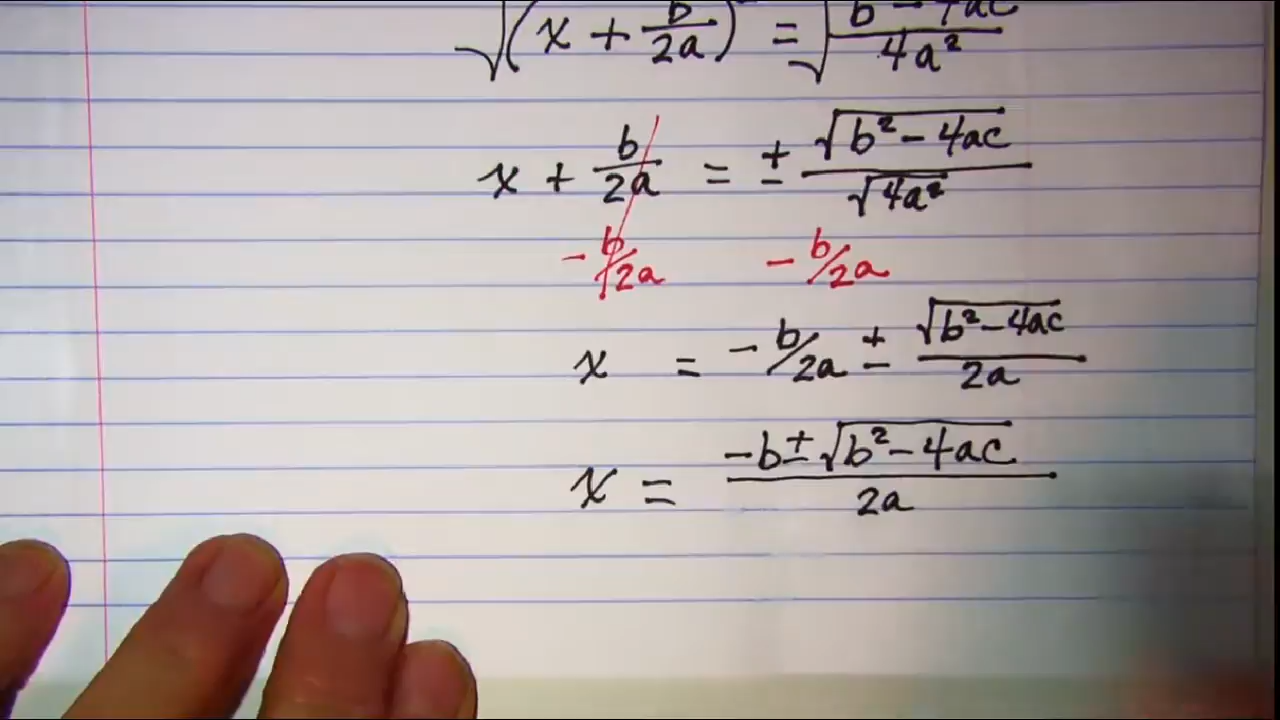 √(x + b/2a)² = √b² - 4ac/4a²
x + b/2a = ± √b² - 4ac/√4a²
- b/2a - b/2a
x = - b/2a ± √b² - 4ac/2a
x = -b ± √b² - 4ac/2a